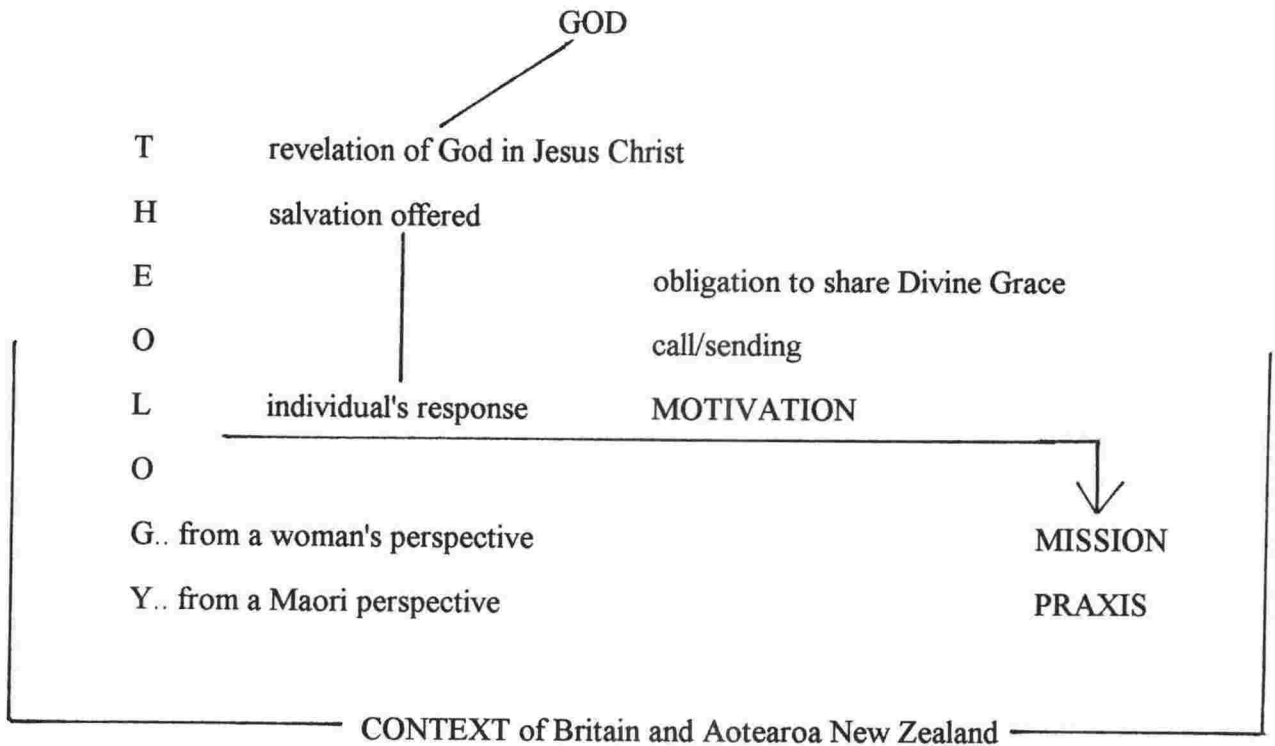 GOD
T revelation of God in Jesus Christ
H salvation offered
E obligation to share Divine Grace
O call/sending
L individual's response MOTIVATION
O
G.. from a woman's perspective MISSION
Y.. from a Maori perspective PRAXIS
CONTEXT of Britain and Aotearoa New Zealand